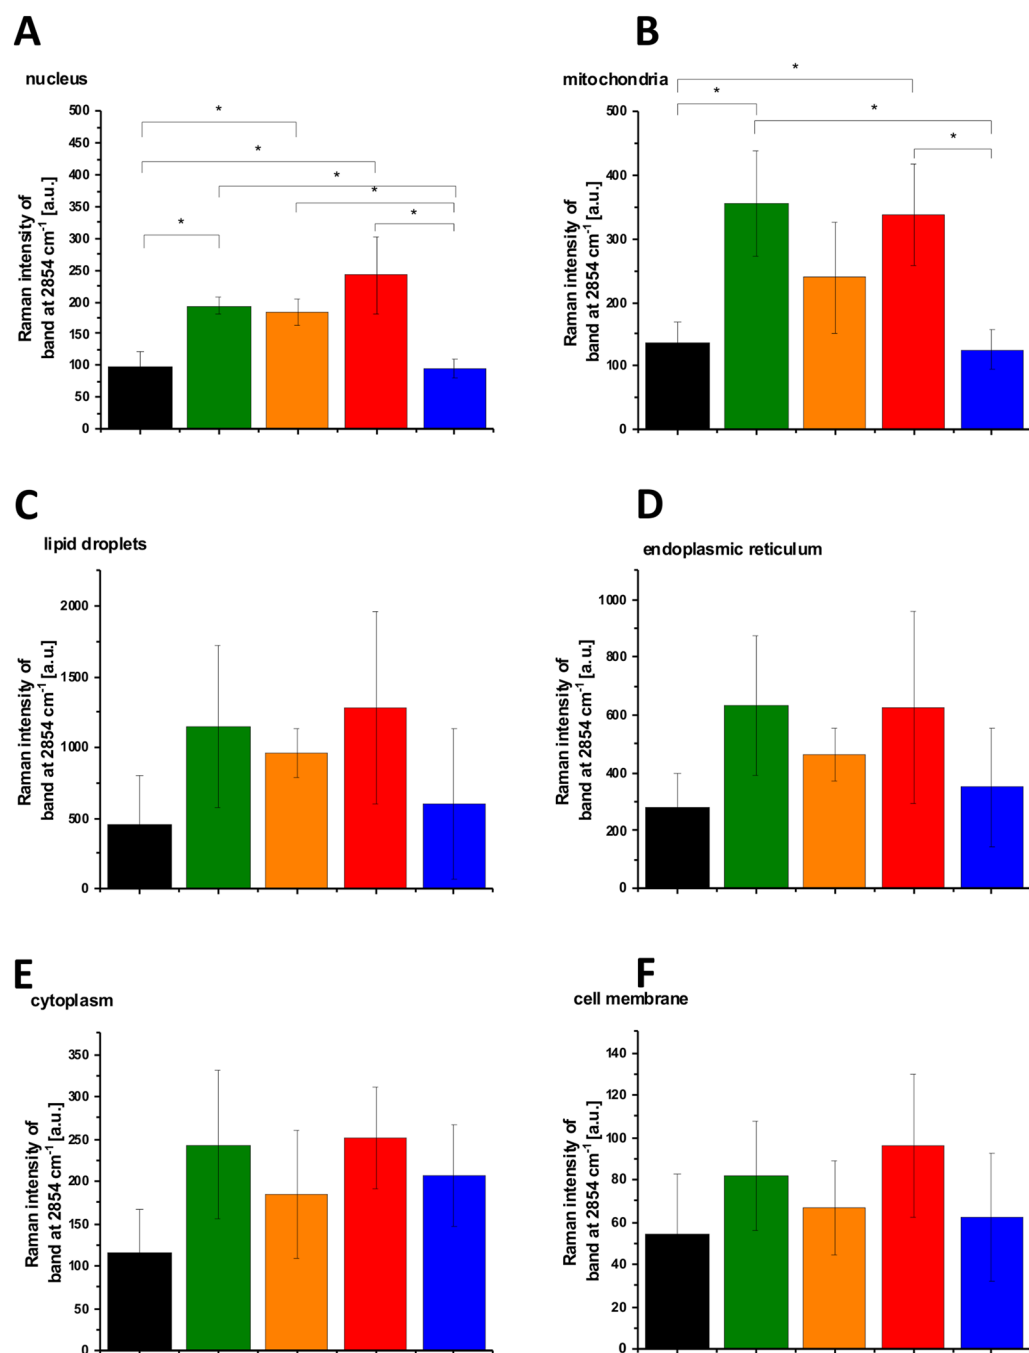 A
nucleus
Raman intensity of
band at 2854 cm-1 [a.u.]
500
450
400
350
300
250
200
150
100
50
0
*
*
*
*
*
*
B
mitochondria
Raman intensity of
band at 2854 cm-1 [a.u.]
500
400
300
200
100
0
*
*
*
*
C
lipid droplets
Raman intensity of
band at 2854 cm-1 [a.u.]
2000
1500
1000
500
0
D
endoplasmic reticulum
Raman intensity of
band at 2854 cm-1 [a.u.]
1000
800
600
400
200
0
E
cytoplasm
Raman intensity of
band at 2854 cm-1 [a.u.]
350
300
250
200
150
100
50
0
F
cell membrane
Raman intensity of
band at 2854 cm-1 [a.u.]
140
120
100
80
60
40
20
0